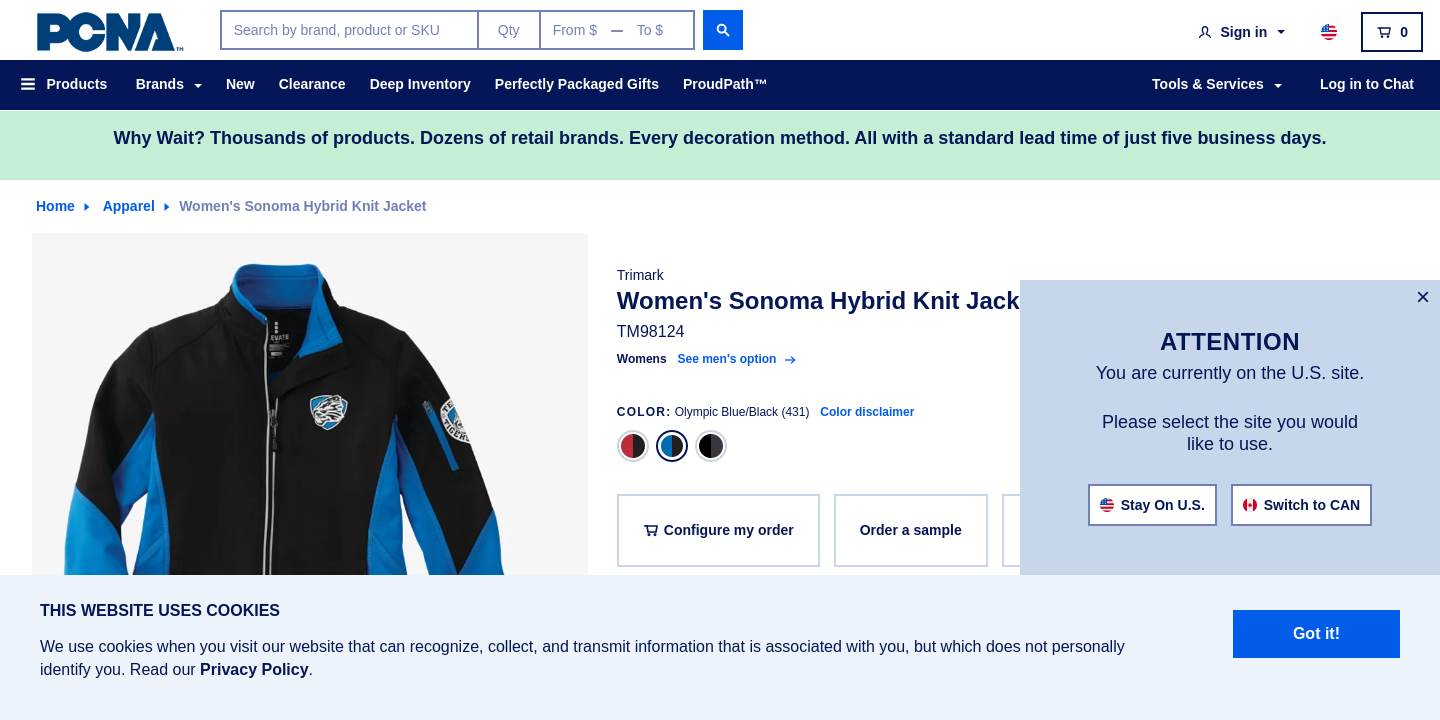 PCNA™
Search by brand, product or SKU
Qty
From $ — To $
Sign in
0
Products
Brands
New
Clearance
Deep Inventory
Perfectly Packaged Gifts
ProudPath™
Tools & Services
Log in to Chat
Why Wait? Thousands of products. Dozens of retail brands. Every decoration method. All with a standard lead time of just five business days.
Home
Apparel
Women's Sonoma Hybrid Knit Jacket
Trimark
Women's Sonoma Hybrid Knit Jack
TM98124
Womens See men's option
COLOR: Olympic Blue/Black (431) Color disclaimer
Configure my order
Order a sample
×
ATTENTION
You are currently on the U.S. site.
Please select the site you would
like to use.
Stay On U.S.
Switch to CAN
THIS WEBSITE USES COOKIES
We use cookies when you visit our website that can recognize, collect, and transmit information that is associated with you, but which does not personally
identify you. Read our Privacy Policy.
Got it!